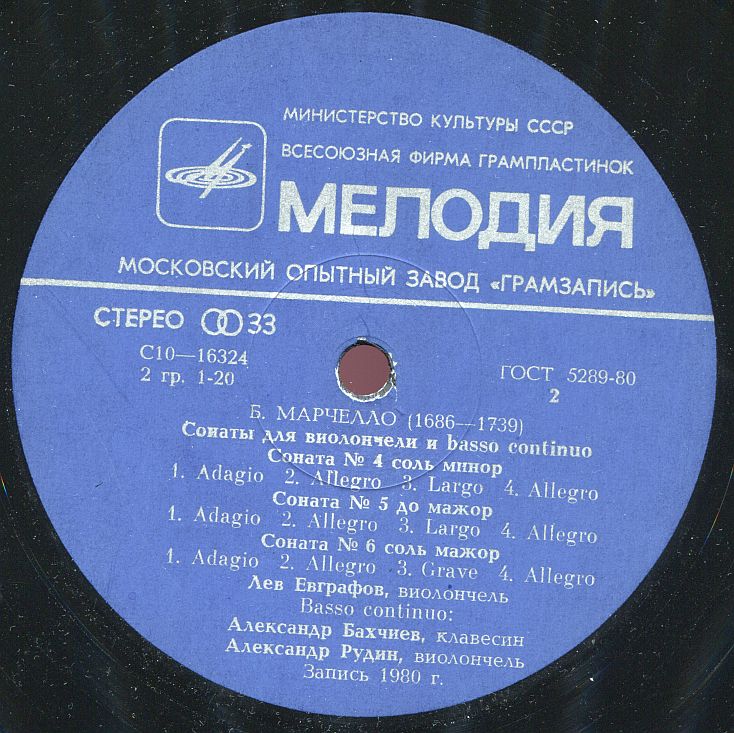 МИНИСТЕРСТВО КУЛЬТУРЫ СССР
ВСЕСОЮЗНАЯ ФИРМА ГРАМПЛАСТИНОК
МЕЛОДИЯ
МОСКОВСКИЙ ОПЫТНЫЙ ЗАВОД «ГРАМЗАПИСЬ»
СТЕРЕО 33
С10—16324
2 гр. 1-20
ГОСТ 5289-80
2
Б. МАРЧЕЛЛО (1686—1739)
Сонаты для виолончели и basso continuo
Соната № 4 соль минор
1. Adagio 2. Allegro 3. Largo 4. Allegro
Соната № 5 до мажор
1. Adagio 2. Allegro 3. Largo 4. Allegro
Соната № 6 соль мажор
1. Adagio 2. Allegro 3. Grave 4. Allegro
Лев Евграфов, виолончель
Basso continuo:
Александр Бахчиев, клавесин
Александр Рудин, виолончель
Запись 1980 г.